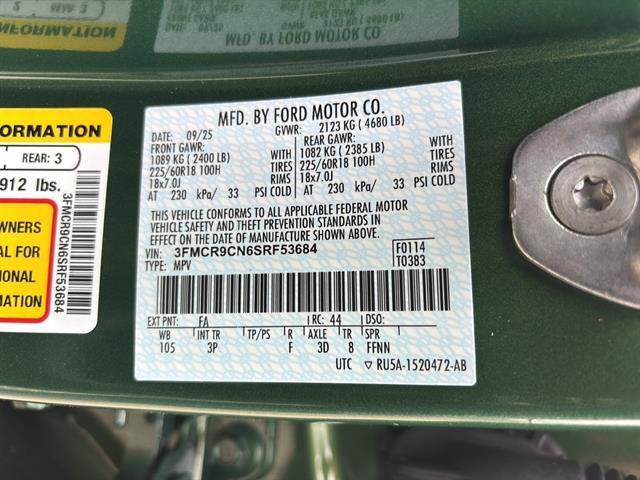 MFD. BY FORD MOTOR CO.
DATE: 09/25 GVWR: 2123 KG ( 4680 LB)
FRONT GAWR: REAR GAWR:
1089 KG ( 2400 LB) 1082 KG ( 2385 LB)
225/60R18 100H TIRES 225/60R18 100H TIRES
18x7.0J RIMS 18x7.0J RIMS
AT 230 kPa/ 33 PSI COLD AT 230 kPa/ 33 PSI COLD
THIS VEHICLE CONFORMS TO ALL APPLICABLE FEDERAL MOTOR
VEHICLE SAFETY AND THEFT PREVENTION STANDARDS IN EFFECT
ON THE DATE OF MANUFACTURE SHOWN ABOVE.
VIN: 3FMCR9CN6SRF53684 F0114
TYPE: MPV T0383
EXT PNT: FA RC: 44 DSO:
WB INT TR TP/PS R AXLE TR SPR
105 3P F 3D 8 FFNN
UTC RU5A-1520472-AB
FORMATION
REAR: 3
912 lbs.
WNERS
AL FOR
IONAL
MATION
3FMCR9CN6SRF53684
REAR: 3
INFORMATION
MFD. BY FORD MOTOR CO.